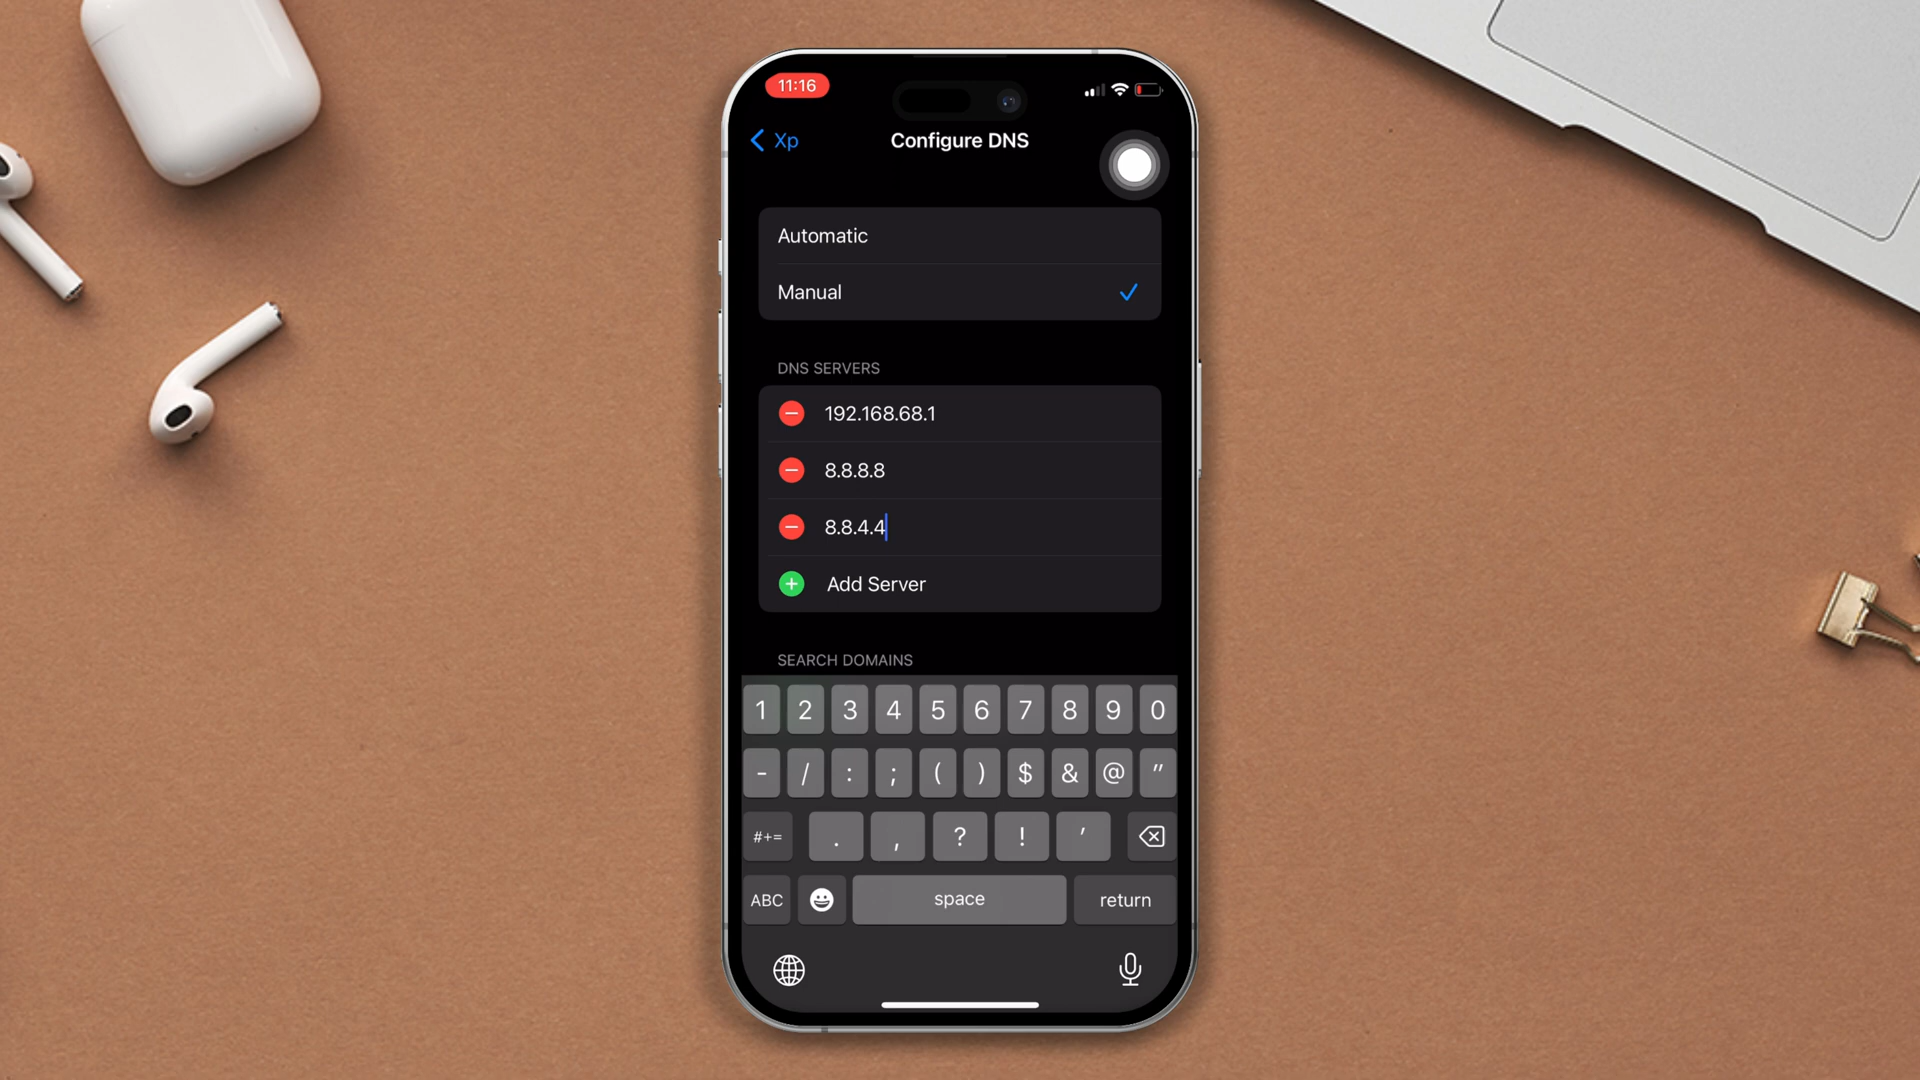 11:16
Xp
Configure DNS
Automatic
Manual
DNS SERVERS
192.168.68.1
8.8.8.8
8.8.4.4
Add Server
SEARCH DOMAINS
1 2 3 4 5 6 7 8 9 0
- / : ; ( ) $ & @ "
#+= . , ? ! '
ABC space return